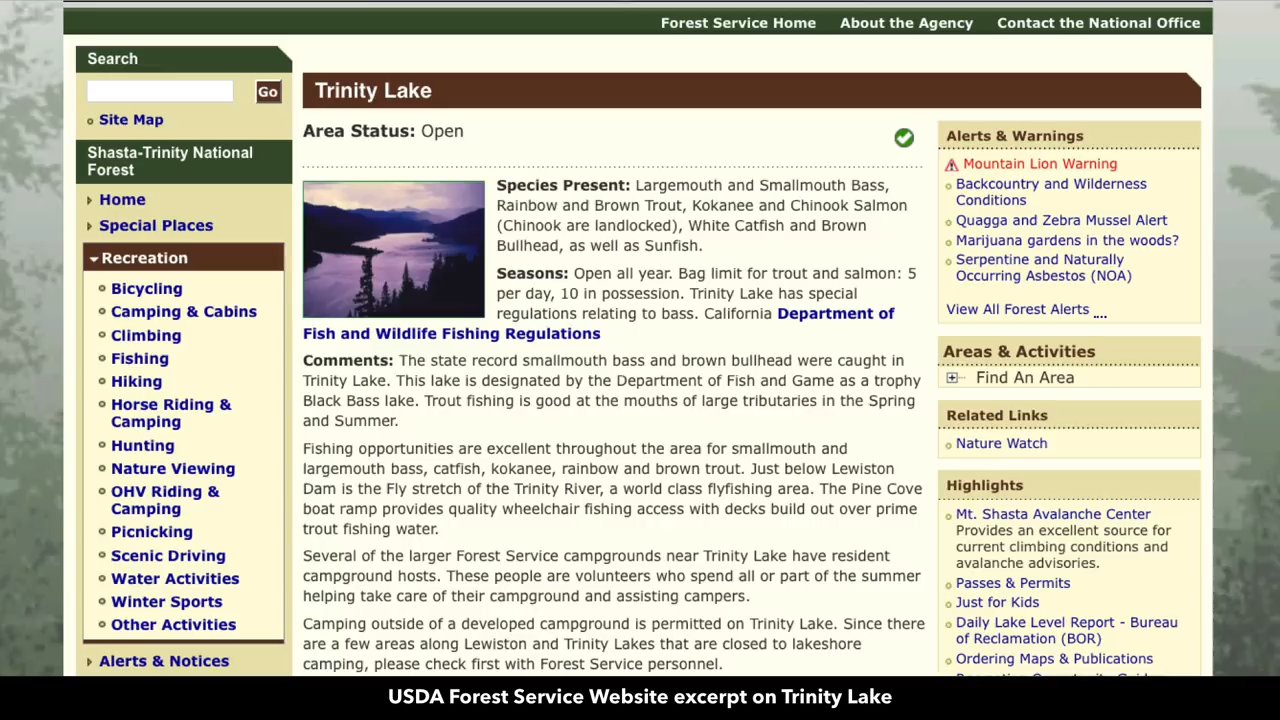 Forest Service Home About the Agency Contact the National Office
Search
Go
Site Map
Shasta-Trinity National
Forest
Home
Special Places
Recreation
Bicycling
Camping & Cabins
Climbing
Fishing
Hiking
Horse Riding &
Camping
Hunting
Nature Viewing
OHV Riding &
Camping
Picnicking
Scenic Driving
Water Activities
Winter Sports
Other Activities
Alerts & Notices
Trinity Lake
Area Status: Open
Species Present: Largemouth and Smallmouth Bass,
Rainbow and Brown Trout, Kokanee and Chinook Salmon
(Chinook are landlocked), White Catfish and Brown
Bullhead, as well as Sunfish.
Seasons: Open all year. Bag limit for trout and salmon: 5
per day, 10 in possession. Trinity Lake has special
regulations relating to bass. California Department of
Fish and Wildlife Fishing Regulations
Comments: The state record smallmouth bass and brown bullhead were caught in
Trinity Lake. This lake is designated by the Department of Fish and Game as a trophy
Black Bass lake. Trout fishing is good at the mouths of large tributaries in the Spring
and Summer.
Fishing opportunities are excellent throughout the area for smallmouth and
largemouth bass, catfish, kokanee, rainbow and brown trout. Just below Lewiston
Dam is the Fly stretch of the Trinity River, a world class flyfishing area. The Pine Cove
boat ramp provides quality wheelchair fishing access with decks build out over prime
trout fishing water.
Several of the larger Forest Service campgrounds near Trinity Lake have resident
campground hosts. These people are volunteers who spend all or part of the summer
helping take care of their campground and assisting campers.
Camping outside of a developed campground is permitted on Trinity Lake. Since there
are a few areas along Lewiston and Trinity Lakes that are closed to lakeshore
camping, please check first with Forest Service personnel.
Alerts & Warnings
Mountain Lion Warning
Backcountry and Wilderness
Conditions
Quagga and Zebra Mussel Alert
Marijuana gardens in the woods?
Serpentine and Naturally
Occurring Asbestos (NOA)
View All Forest Alerts ....
Areas & Activities
Find An Area
Related Links
Nature Watch
Highlights
Mt. Shasta Avalanche Center
Provides an excellent source for
current climbing conditions and
avalanche advisories.
Passes & Permits
Just for Kids
Daily Lake Level Report - Bureau
of Reclamation (BOR)
Ordering Maps & Publications
USDA Forest Service Website excerpt on Trinity Lake